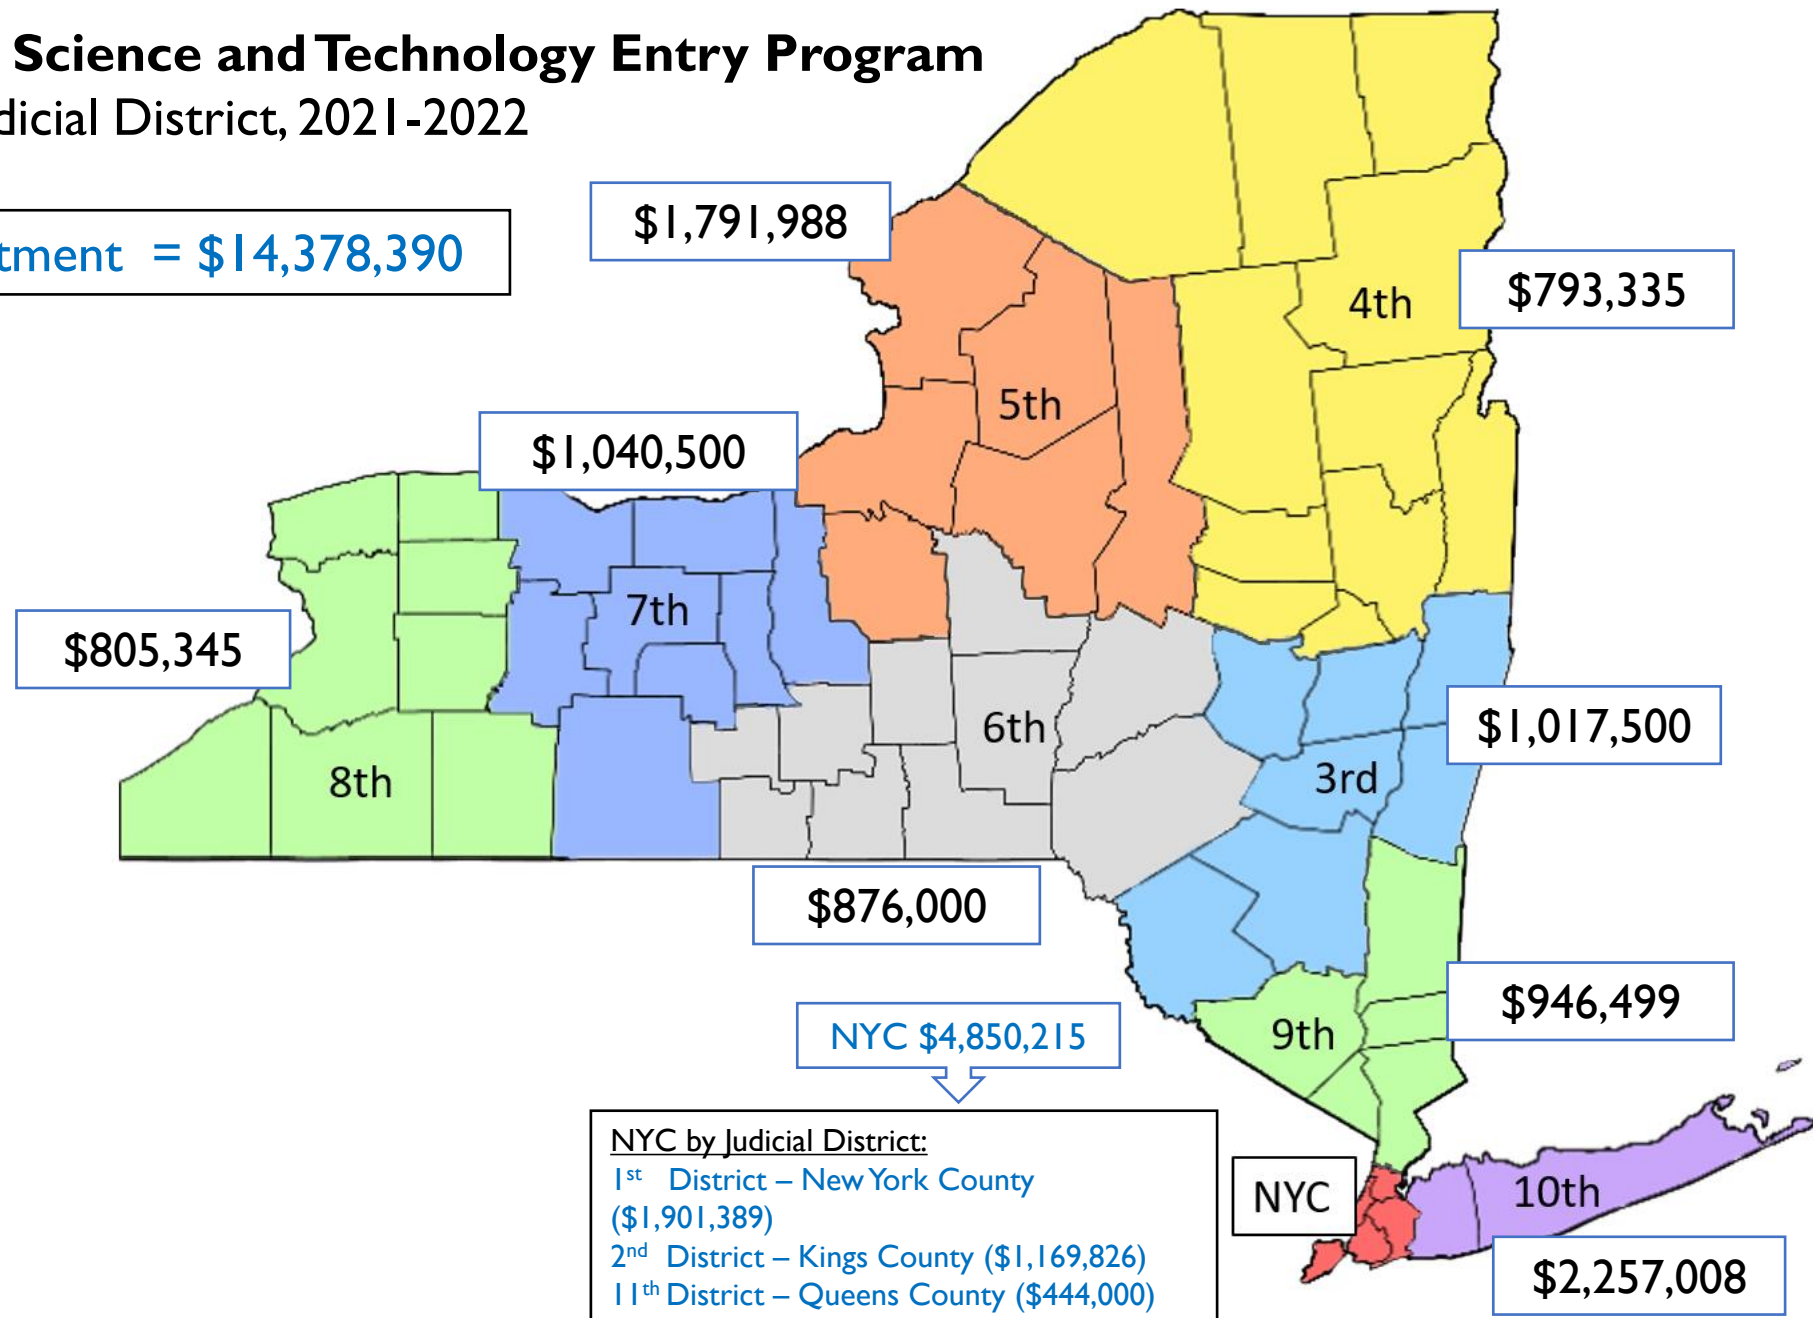 Science and Technology Entry Program
dicial District, 2021-2022
tment = $14,378,390
$1,791,988
$793,335
4th
5th
$1,040,500
7th
$805,345
6th
$1,017,500
3rd
8th
$876,000
$946,499
9th
NYC $4,850,215
NYC by Judicial District:
1st District – New York County
($1,901,389)
2nd District – Kings County ($1,169,826)
11th District – Queens County ($444,000)
NYC
10th
$2,257,008